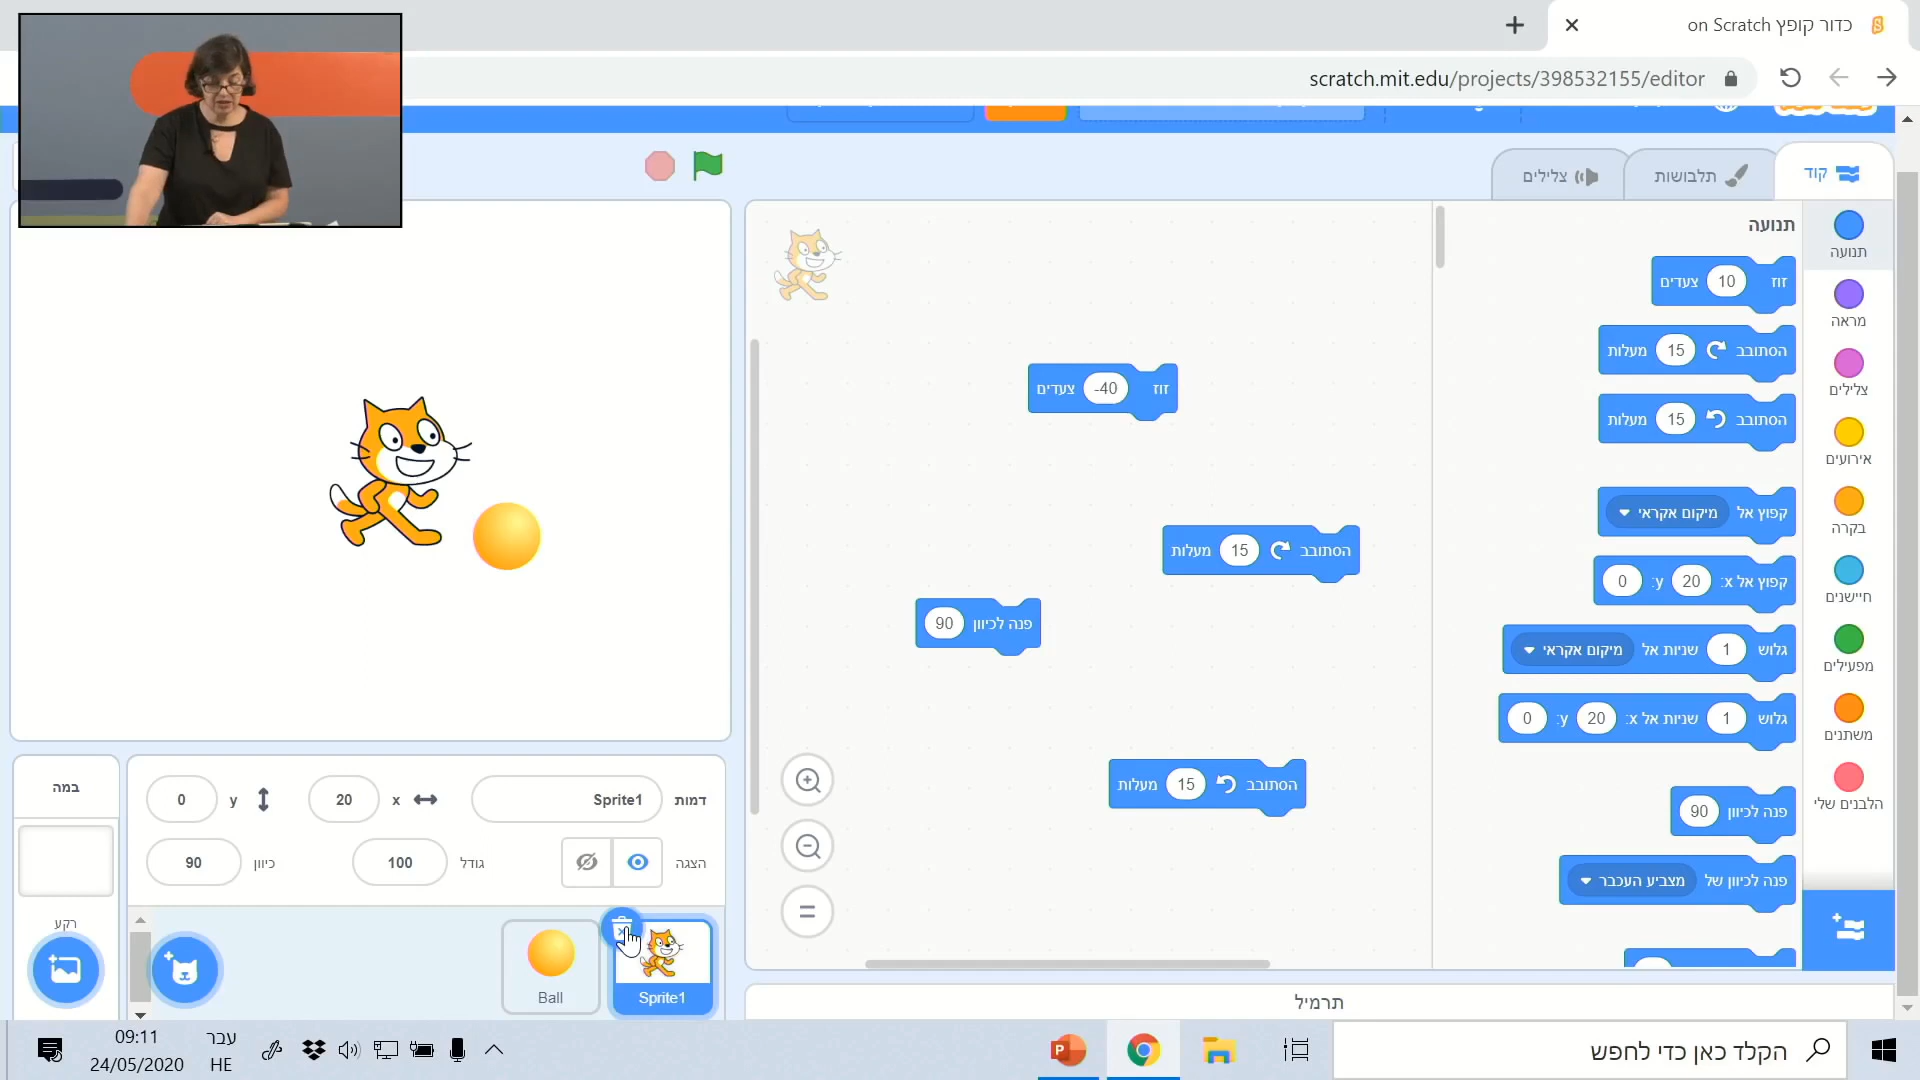 כדור קופץ on Scratch
scratch.mit.edu/projects/398532155/editor
קוד
תלבושות
צלילים
תנועה
מראה
צלילים
אירועים
בקרה
חיישנים
מפעילים
משתנים
הלבנים שלי
תנועה
זוז 10 צעדים
הסתובב 15 מעלות
הסתובב 15 מעלות
קפוץ אל מיקום אקראי
קפוץ אל x: 20 y: 0
גלוש 1 שניות אל מיקום אקראי
גלוש 1 שניות אל x: 20 y: 0
פנה לכיוון 90
פנה לכיוון של מצביע העכבר
זוז -40 צעדים
הסתובב 15 מעלות
פנה לכיוון 90
הסתובב 15 מעלות
תרמיל
דמות Sprite1 x 20 y 0
הצגה גודל 100 כיוון 90
Sprite1
Ball
במה
רקע
הקלד כאן כדי לחפש
עבר
HE
09:11
24/05/2020